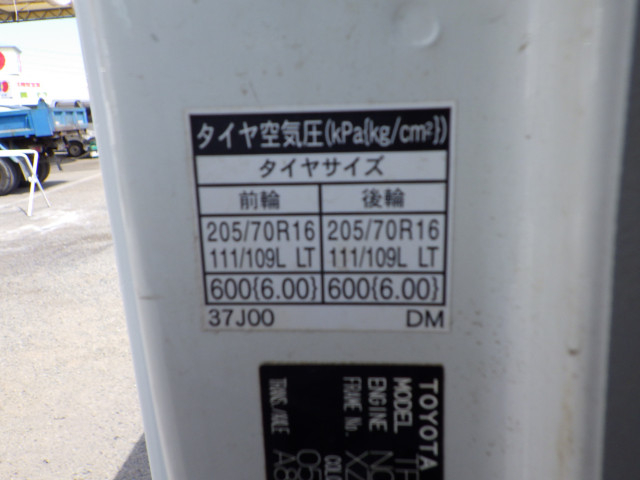 タイヤ空気圧(kPa{kg/cm²})
タイヤサイズ
前輪 後輪
205/70R16 205/70R16
111/109L LT 111/109L LT
600{6.00} 600{6.00}
37J00 DM
TOYOTA
MODEL
ENGINE
FRAME No.
TRANS./AXLE